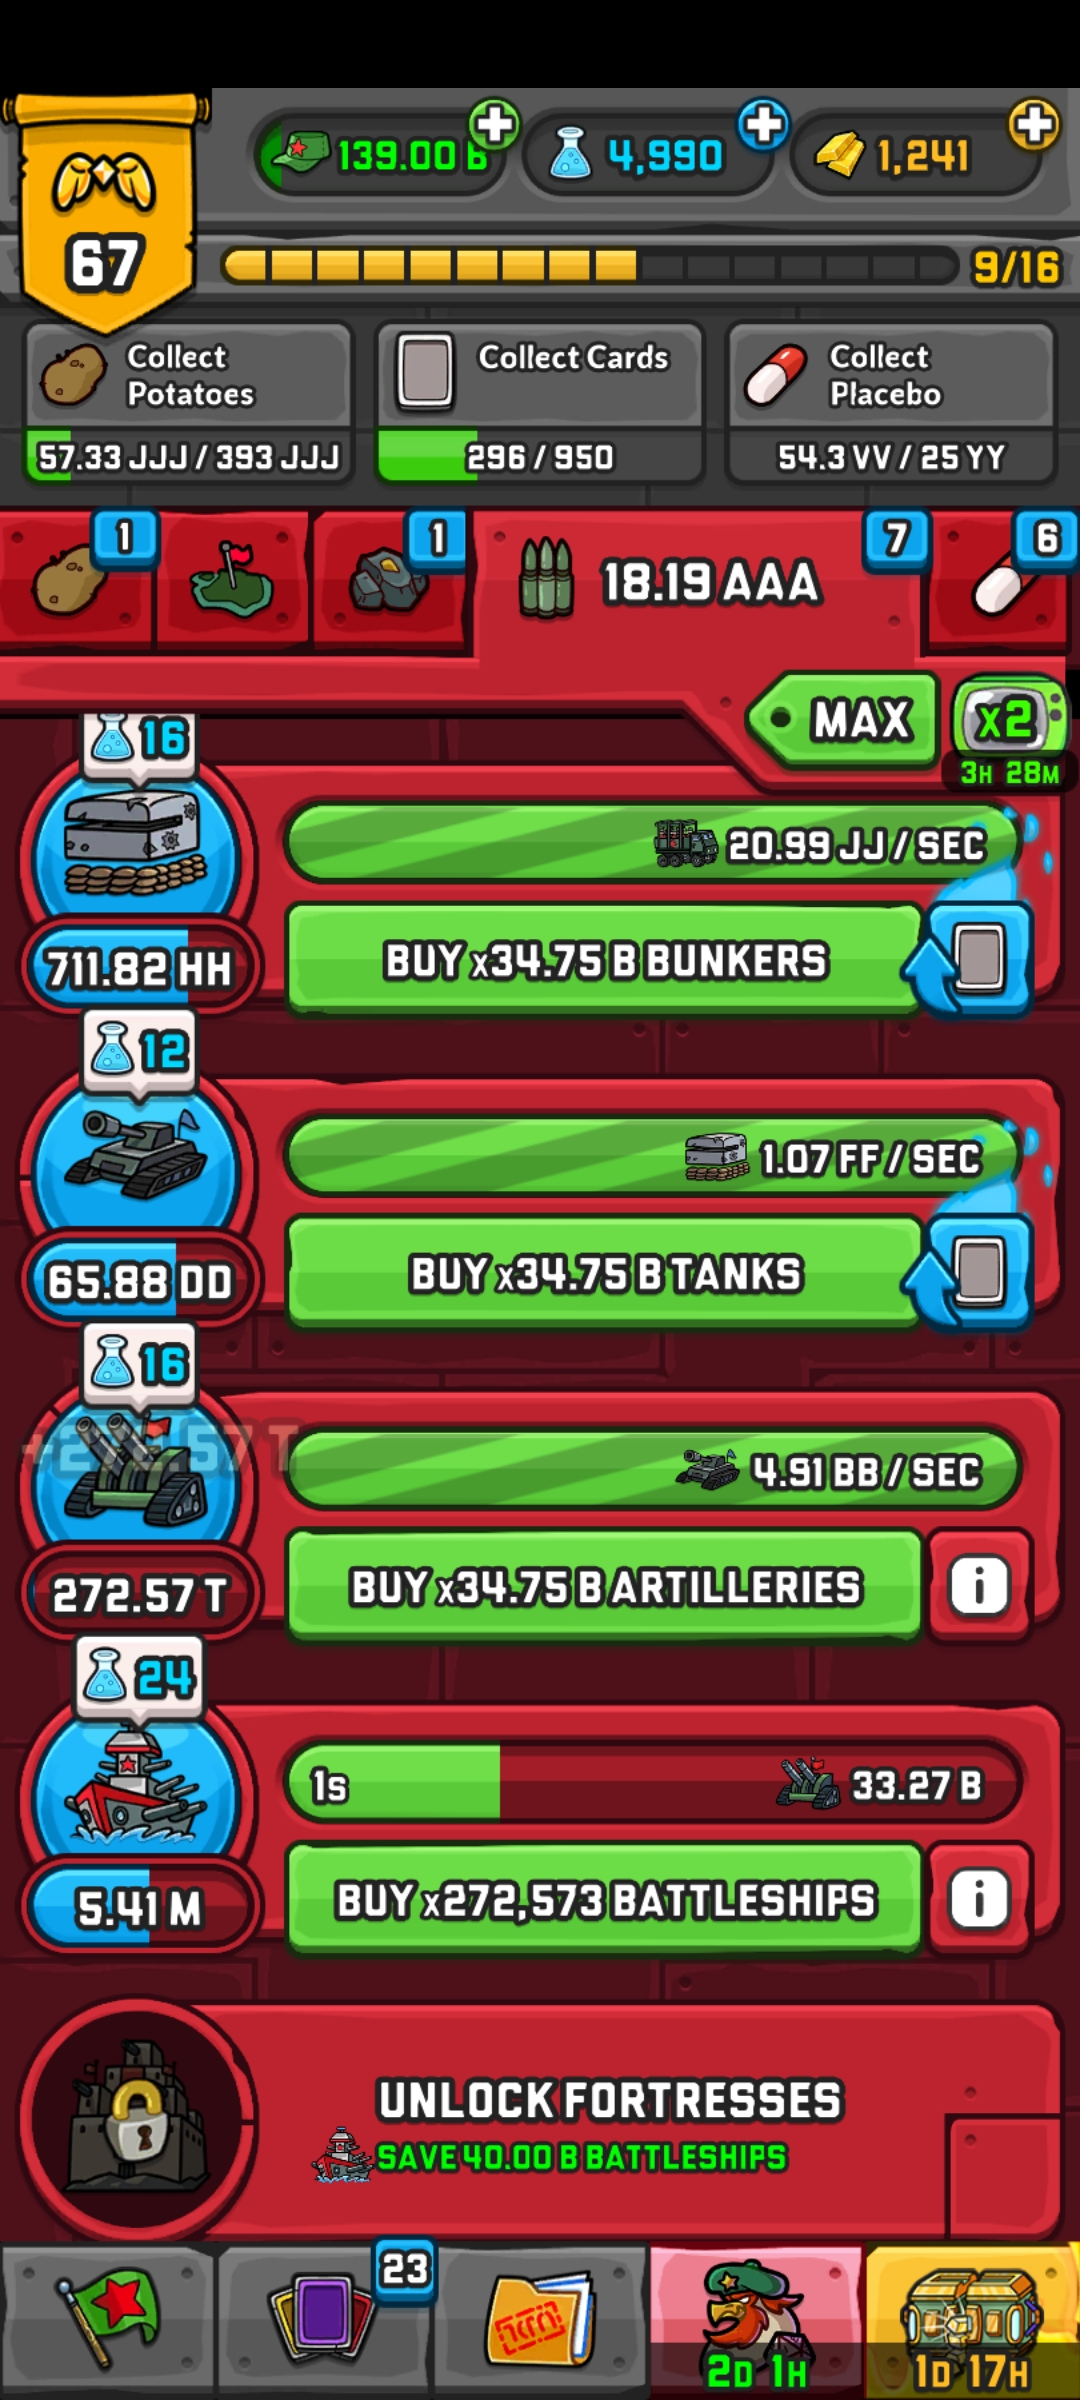 139.00 B
4,990
1,241
67
9/16
Collect
Potatoes
57.33 JJJ / 393 JJJ
Collect Cards
296 / 950
Collect
Placebo
54.3 VV / 25 YY
1
1
18.19 AAA
7
6
MAX
x2
3H 28M
16
20.99 JJ / SEC
711.82 HH
BUY x34.75 B BUNKERS
12
1.07 FF / SEC
65.88 DD
BUY x34.75 B TANKS
16
+272.57 T
4.91 BB / SEC
272.57 T
BUY x34.75 B ARTILLERIES
i
24
1s
33.27 B
5.41 M
BUY x272,573 BATTLESHIPS
i
UNLOCK FORTRESSES
SAVE 40.00 B BATTLESHIPS
23
2D 1H
1D 17H